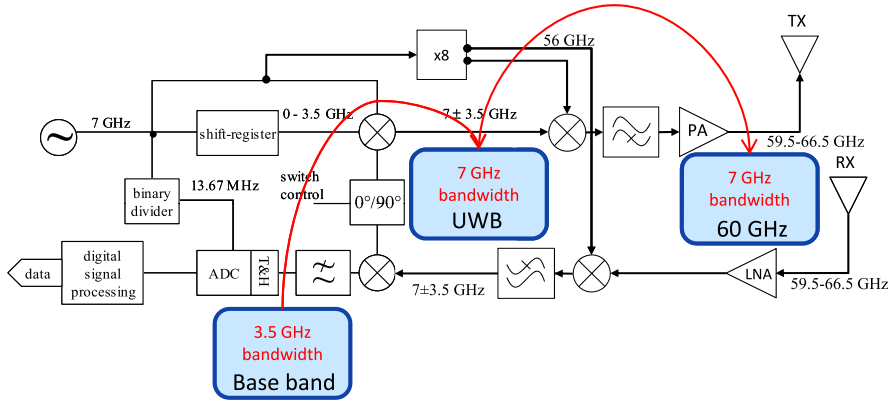 TX
x8
56 GHz
7 GHz
0 - 3.5 GHz
7 ± 3.5 GHz
shift-register
PA
59.5-66.5 GHz
RX
binary
divider
13.67 MHz
switch
control
0°/90°
7 GHz
bandwidth
UWB
7 GHz
bandwidth
60 GHz
data
digital
signal
processing
ADC
T&H
7±3.5 GHz
LNA
59.5-66.5 GHz
3.5 GHz
bandwidth
Base band